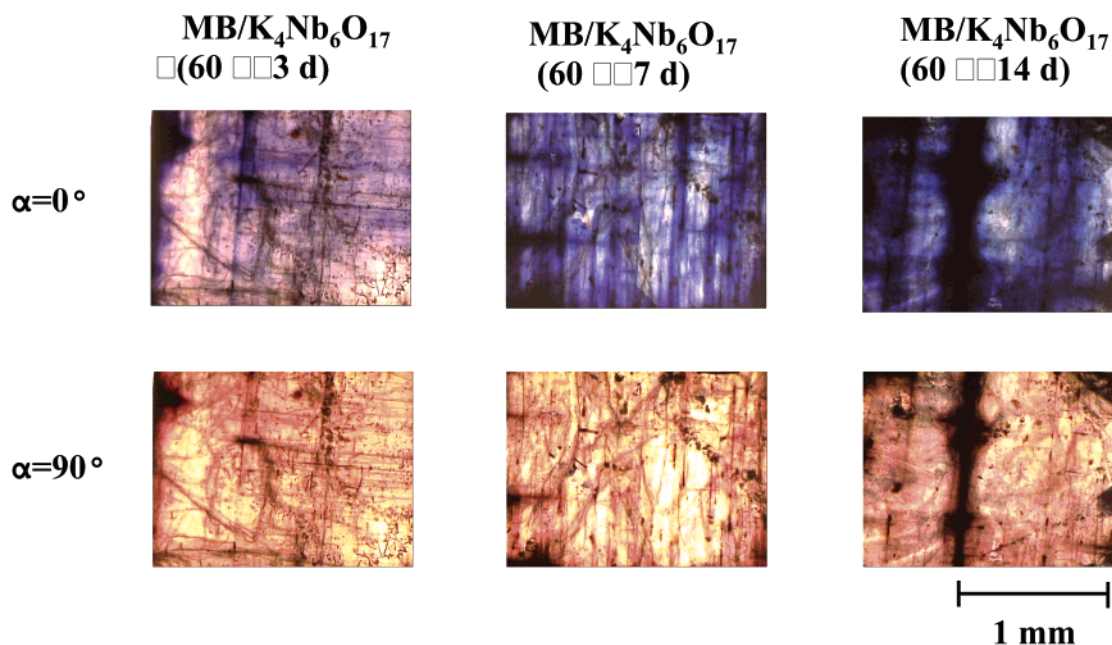 MB/K₄Nb₆O₁₇
□(60 □□3 d)
MB/K₄Nb₆O₁₇
(60 □□7 d)
MB/K₄Nb₆O₁₇
(60 □□14 d)
α=0°
α=90°
1 mm